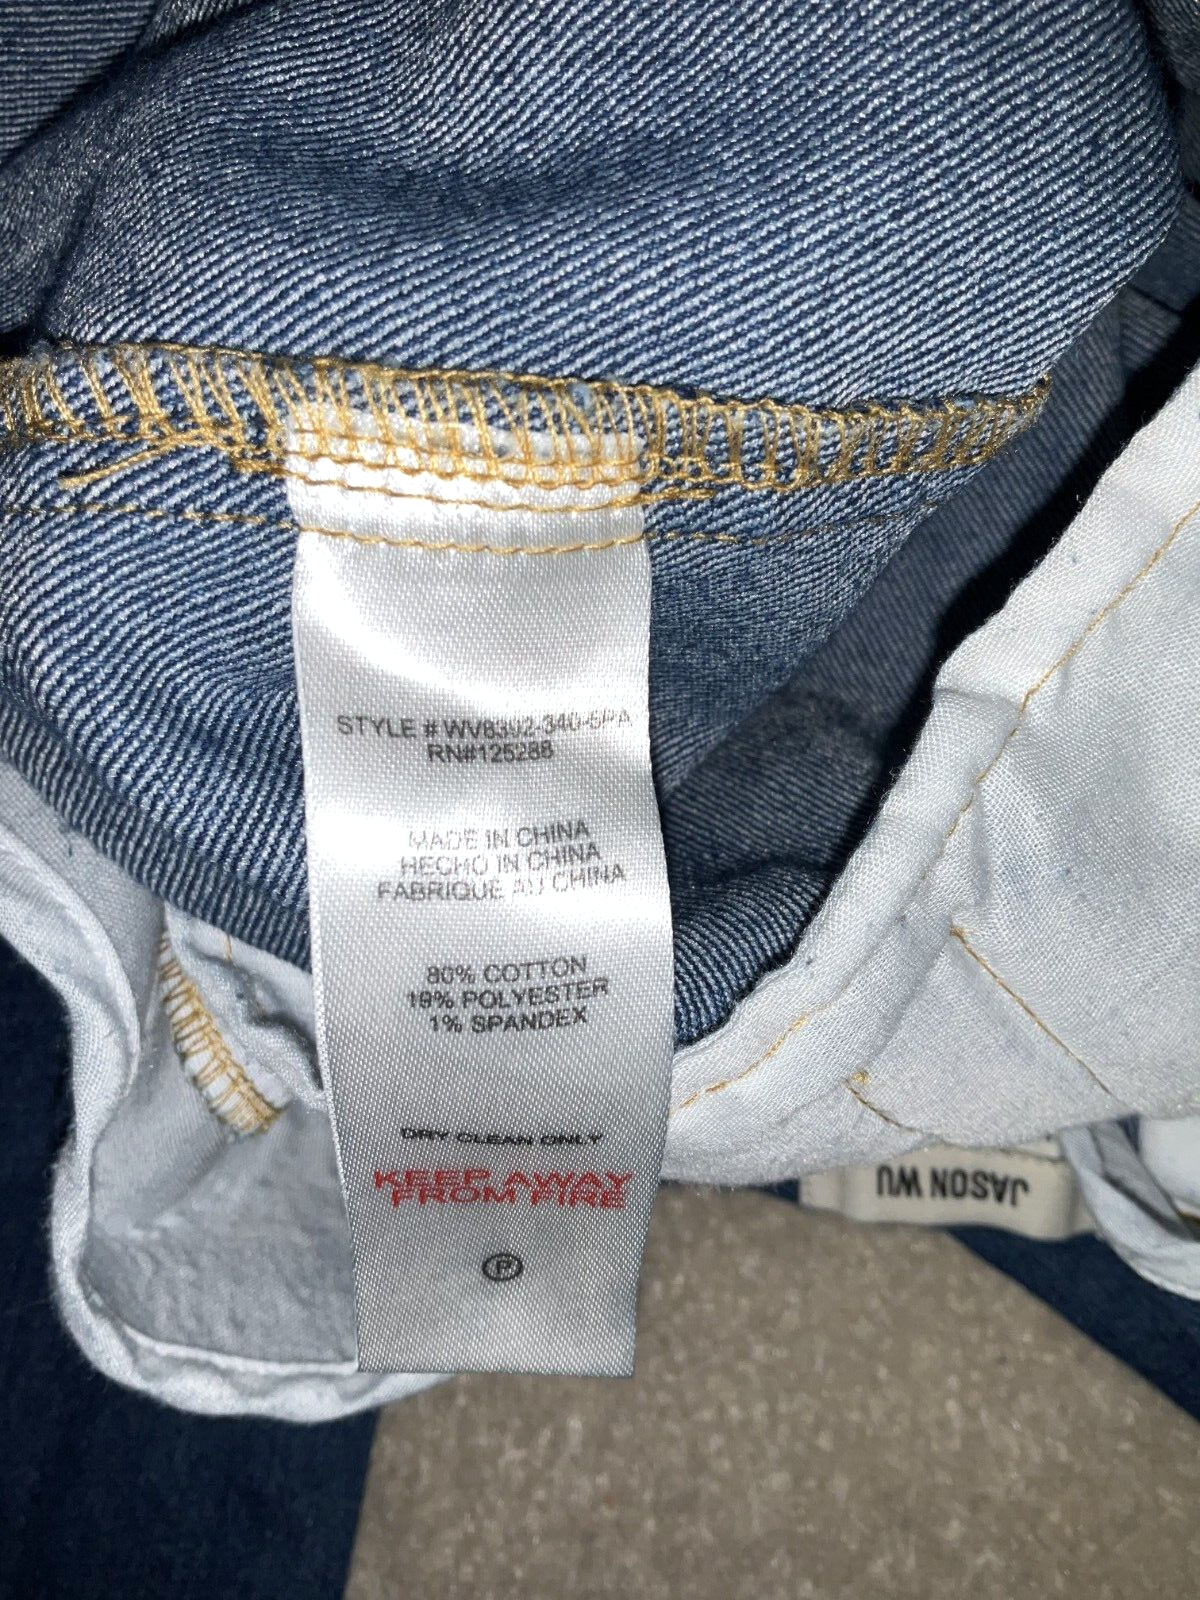 STYLE # WV8392-340-5PA
RN#125288
MADE IN CHINA
HECHO IN CHINA
FABRIQUE AU CHINA
80% COTTON
19% POLYESTER
1% SPANDEX
DRY CLEAN ONLY
KEEP AWAY
FROM FIRE
P
JASON WU